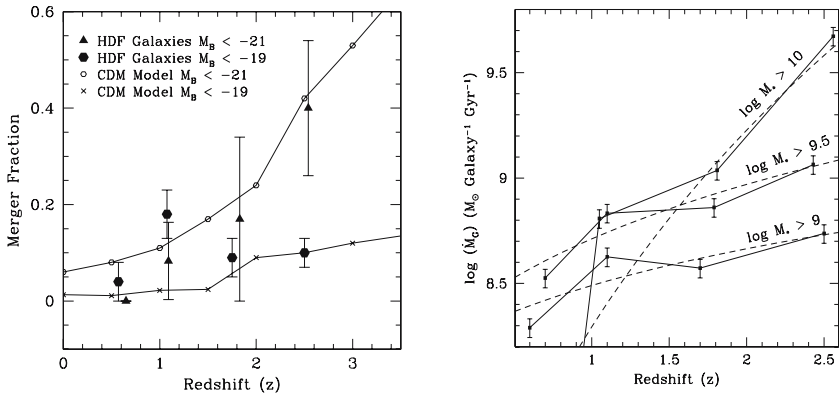 0.6
0.4
0.2
0
Merger Fraction
HDF Galaxies M_B < −21
HDF Galaxies M_B < −19
CDM Model M_B < −21
CDM Model M_B < −19
0 1 2 3
Redshift (z)
9.5
9
8.5
log (Ṁ_G) (M_⊙ Galaxy⁻¹ Gyr⁻¹)
log M_* > 10
log M_* > 9.5
log M_* > 9
1 1.5 2 2.5
Redshift (z)